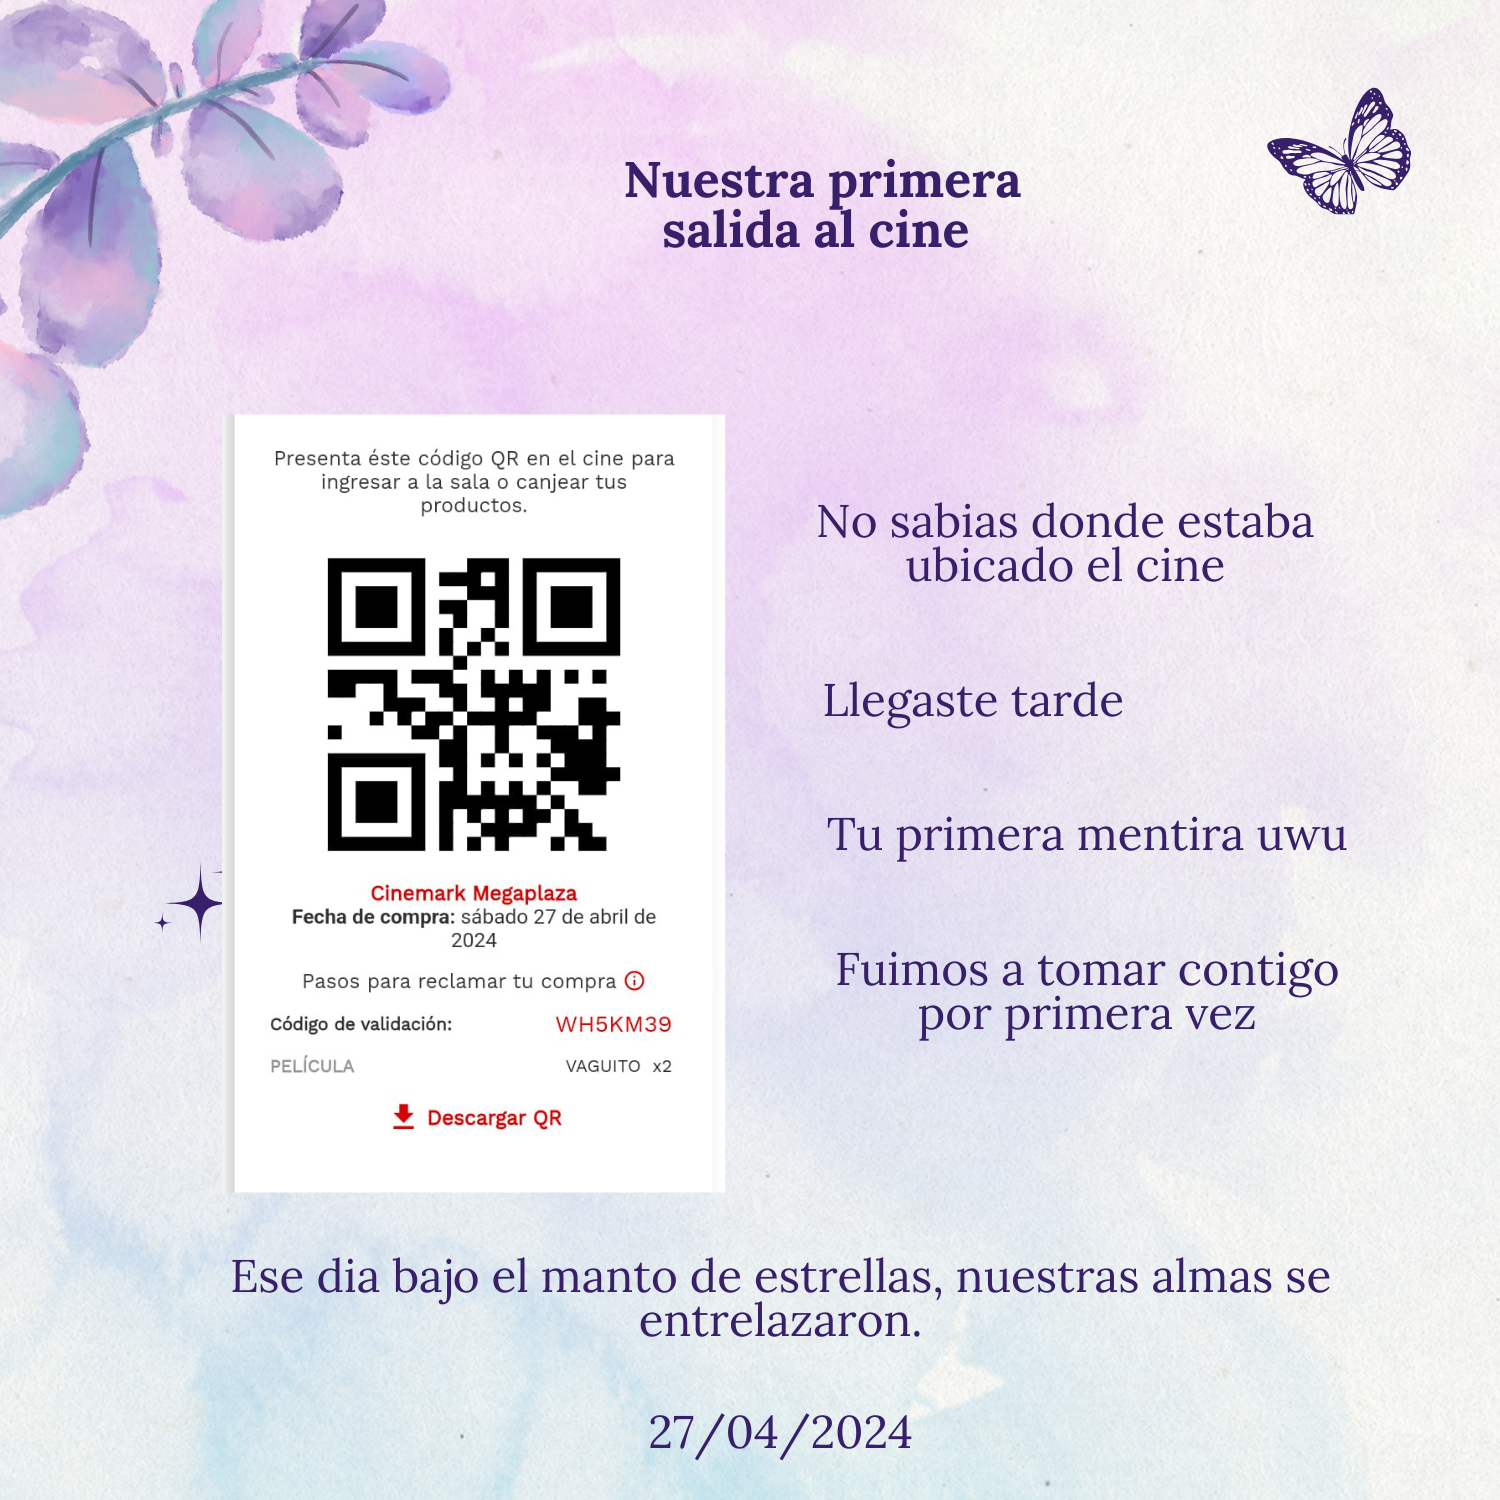 Nuestra primera
salida al cine
Presenta éste código QR en el cine para
ingresar a la sala o canjear tus
productos.
Cinemark Megaplaza
Fecha de compra: sábado 27 de abril de
2024
Pasos para reclamar tu compra
Código de validación: WH5KM39
PELÍCULA VAGUITO x2
Descargar QR
No sabias donde estaba
ubicado el cine
Llegaste tarde
Tu primera mentira uwu
Fuimos a tomar contigo
por primera vez
Ese dia bajo el manto de estrellas, nuestras almas se
entrelazaron.
27/04/2024